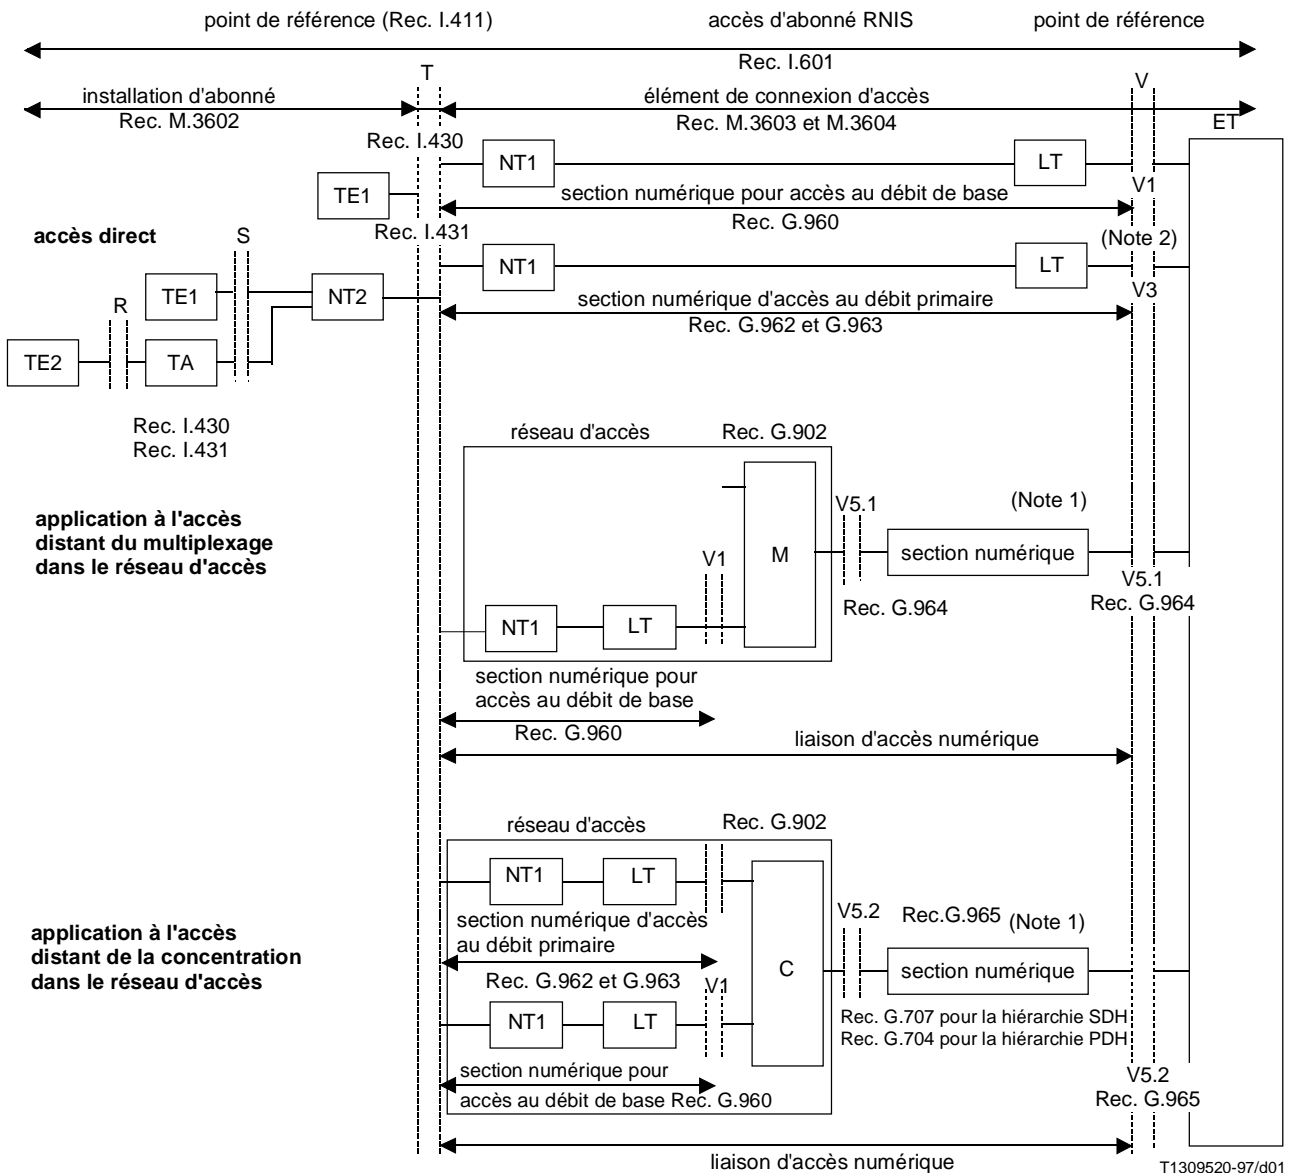 point de référence (Rec. I.411)
accès d'abonné RNIS
point de référence
Rec. I.601
T
V
installation d'abonné
Rec. M.3602
élément de connexion d'accès
Rec. M.3603 et M.3604
ET
Rec. I.430
NT1
LT
TE1
V1
section numérique pour accès au débit de base
Rec. G.960
accès direct
S
Rec. I.431
(Note 2)
NT1
LT
TE1
NT2
V3
R
section numérique d'accès au débit primaire
Rec. G.962 et G.963
TE2
TA
Rec. I.430
Rec. I.431
réseau d'accès
Rec. G.902
application à l'accès
distant du multiplexage
dans le réseau d'accès
V5.1
(Note 1)
V1
M
section numérique
V5.1
Rec. G.964
Rec. G.964
NT1
LT
section numérique pour
accès au débit de base
Rec. G.960
liaison d'accès numérique
réseau d'accès
Rec. G.902
NT1
LT
application à l'accès
distant de la concentration
dans le réseau d'accès
section numérique d'accès
au débit primaire
V5.2
Rec.G.965
(Note 1)
C
section numérique
Rec. G.962 et G.963
V1
NT1
LT
Rec. G.707 pour la hiérarchie SDH
Rec. G.704 pour la hiérarchie PDH
section numérique pour
accès au débit de base Rec. G.960
V5.2
Rec. G.965
liaison d'accès numérique
T1309520-97/d01